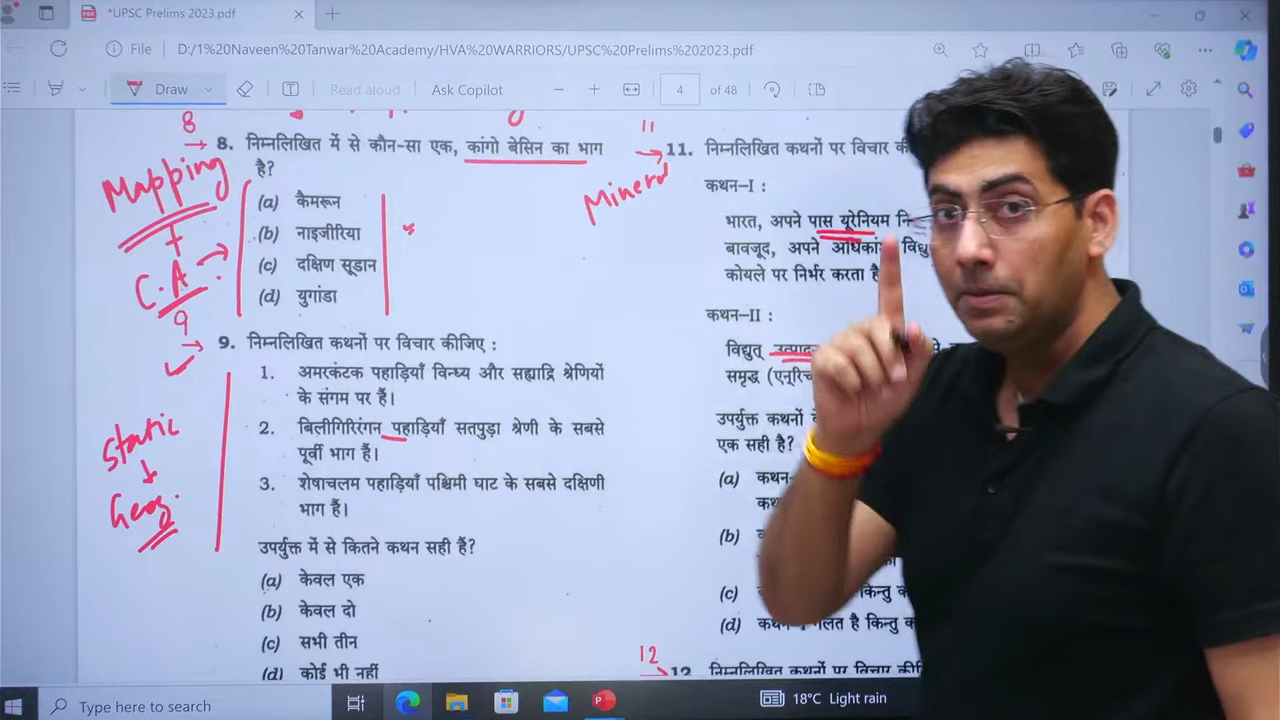 *UPSC Prelims 2023.pdf
File
D:/1%20Naveen%20Tanwar%20Academy/HVA%20WARRIORS/UPSC%20Prelims%202023.pdf
Draw
Read aloud
Ask Copilot
4
of 48
8
8. निम्नलिखित में से कौन-सा एक, कांगो बेसिन का भाग
है?
(a) कैमरून
(b) नाइजीरिया
(c) दक्षिण सूडान
(d) युगांडा
Mapping
+
C.A
9
9. निम्नलिखित कथनों पर विचार कीजिए :
1. अमरकंटक पहाड़ियाँ विन्ध्य और सह्याद्रि श्रेणियों
के संगम पर हैं।
2. बिलीगिरिरंगन पहाड़ियाँ सतपुड़ा श्रेणी के सबसे
पूर्वी भाग हैं।
3. शेषाचलम पहाड़ियाँ पश्चिमी घाट के सबसे दक्षिणी
भाग हैं।
Static
Geog.
उपर्युक्त में से कितने कथन सही हैं?
(a) केवल एक
(b) केवल दो
(c) सभी तीन
(d) कोई भी नहीं
11
11. निम्नलिखित कथनों पर विचार
Mineral
कथन-I :
भारत, अपने पास यूरेनियम
बावजूद, अपने अधिकांश
कोयले पर निर्भर करता है
कथन-II :
विद्युत् उत्पादन
समृद्ध
उपर्युक्त कथनों
एक सही है?
(a)
(b)
(c) किन्तु
(d) गलत है किन्तु
12
12. निम्नलिखित कथनों पर विचार
Type here to search
18°C Light rain